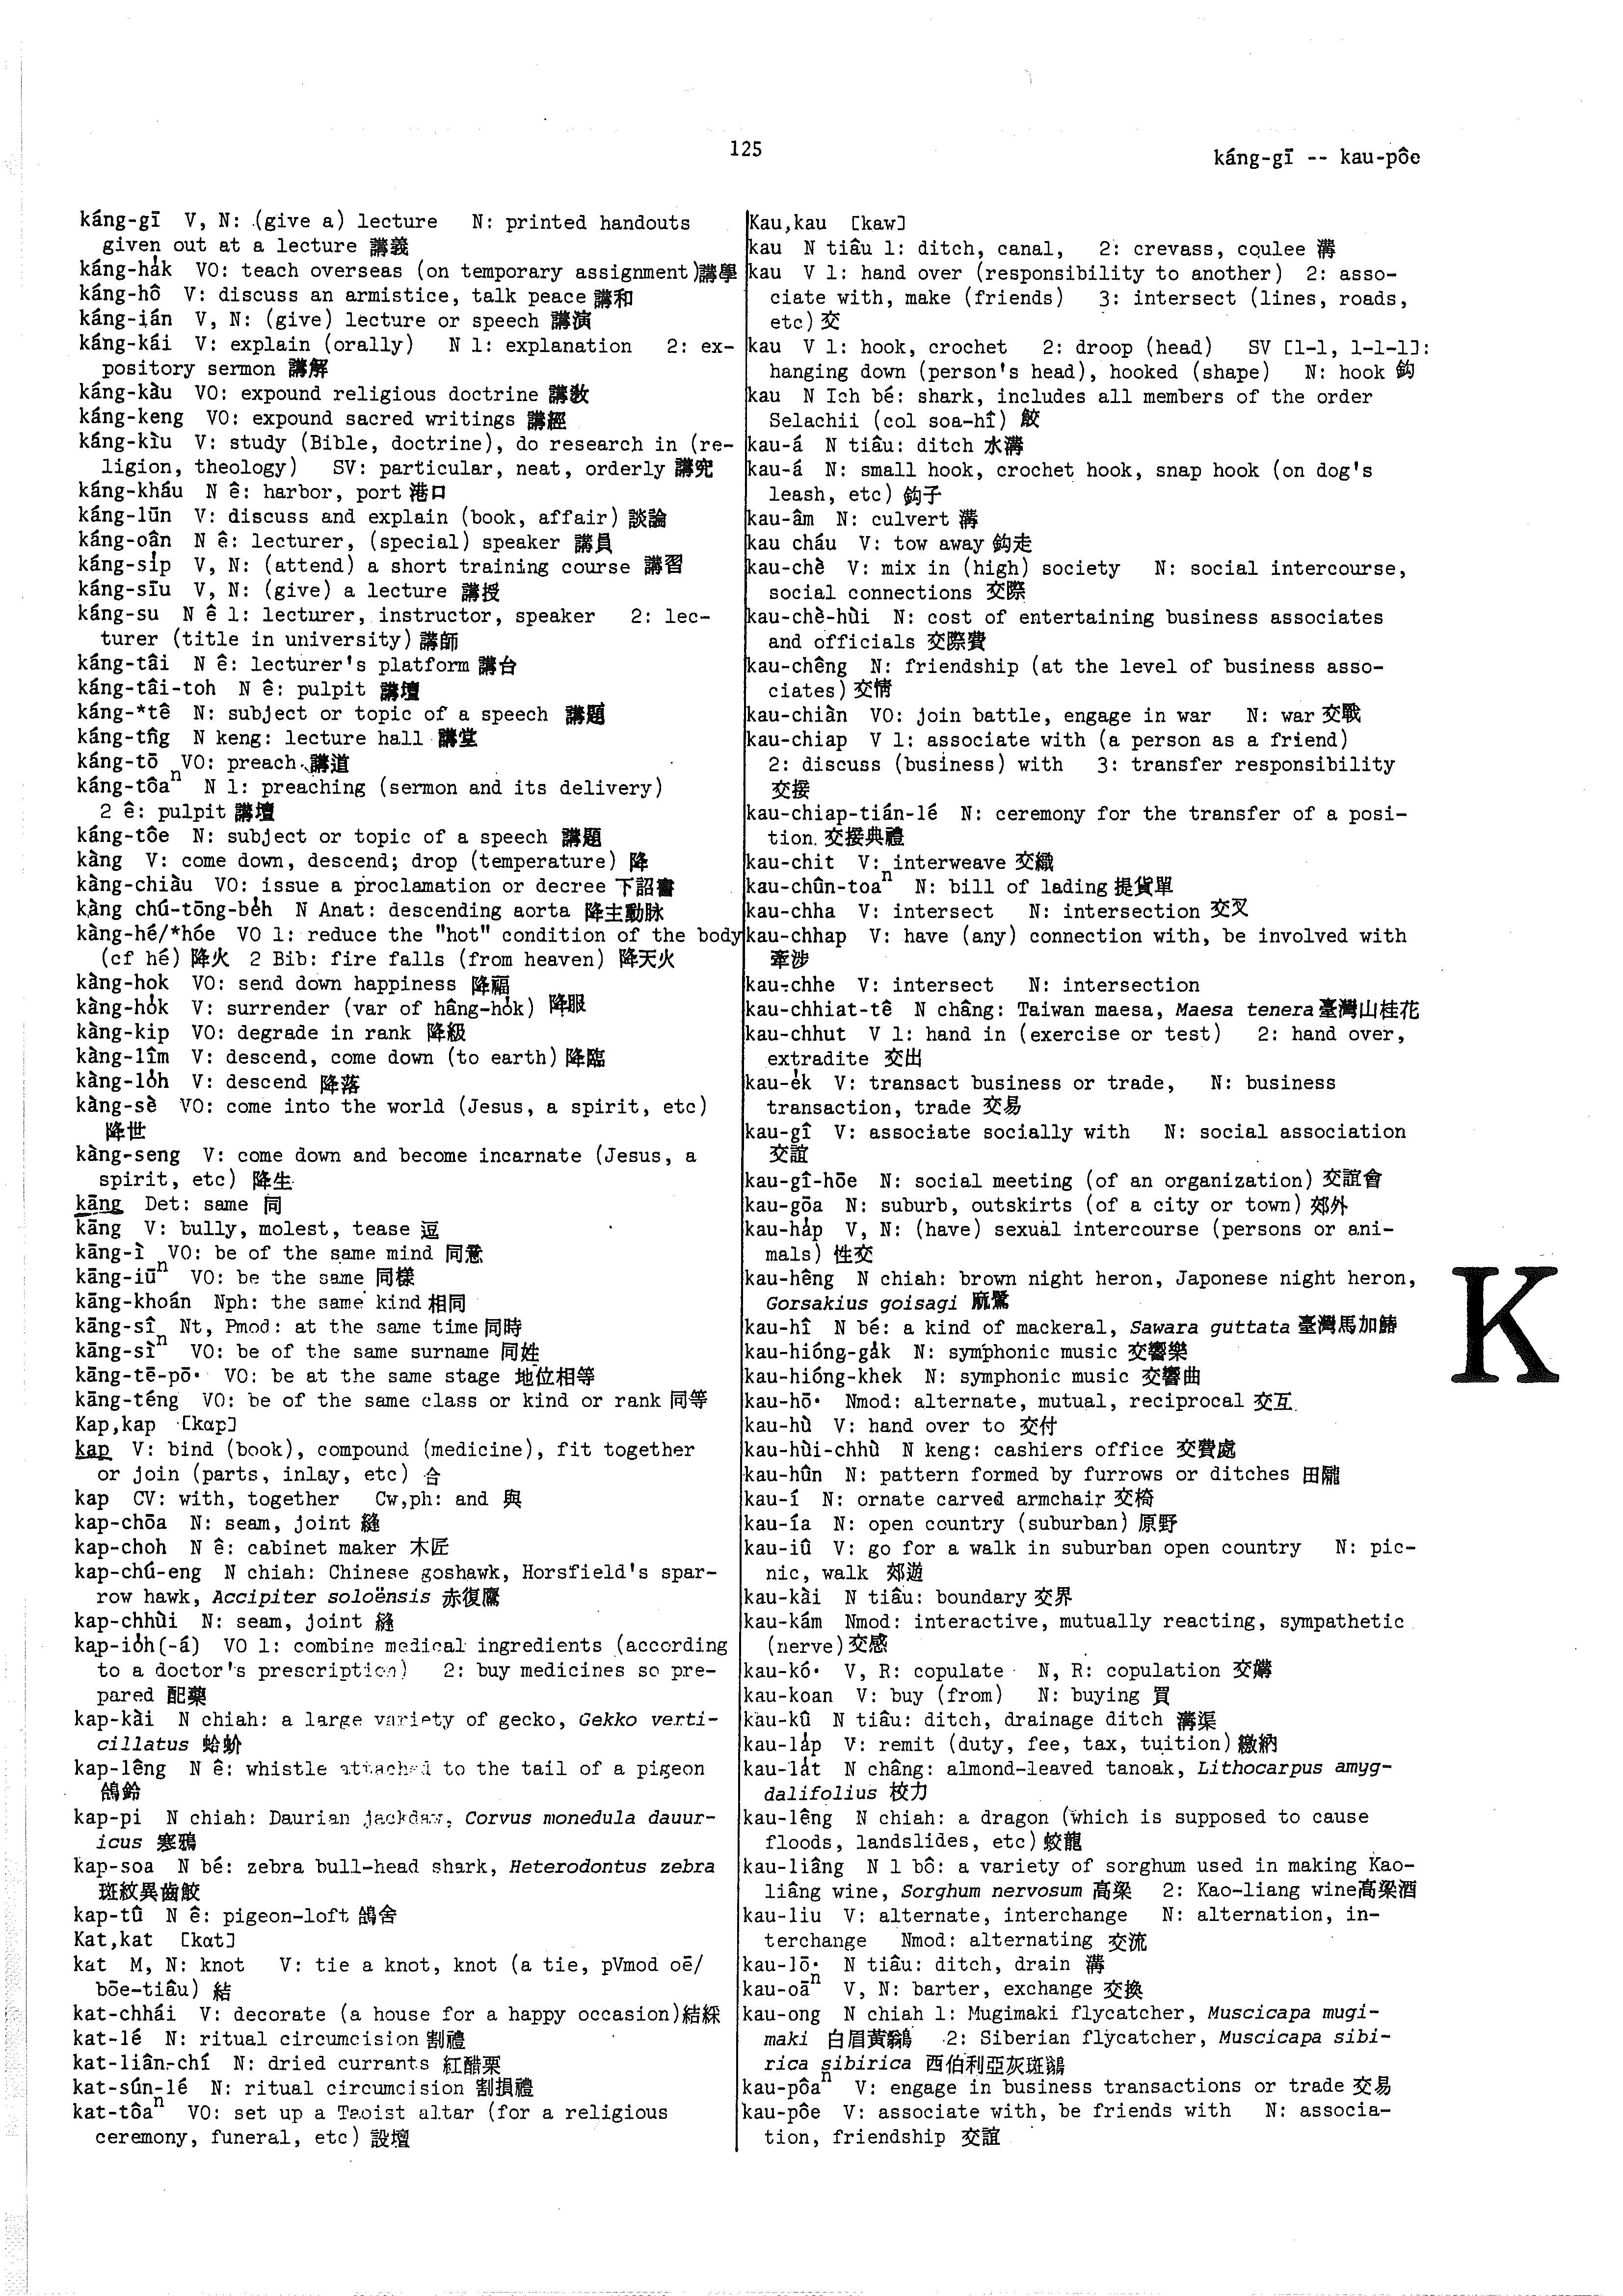 125
káng-gī -- kau-pôe
káng-gī V, N: (give a) lecture N: printed handouts
given out at a lecture 講義
káng-ha̍k VO: teach overseas (on temporary assignment)講學
káng-hô V: discuss an armistice, talk peace 講和
káng-ián V, N: (give) lecture or speech 講演
káng-kái V: explain (orally) N 1: explanation 2: ex-
pository sermon 講解
káng-kàu VO: expound religious doctrine 講敎
káng-keng VO: expound sacred writings 講經
káng-kìu V: study (Bible, doctrine), do research in (re-
ligion, theology) SV: particular, neat, orderly 講究
káng-kháu N ê: harbor, port 港口
káng-lūn V: discuss and explain (book, affair) 談論
káng-oân N ê: lecturer, (special) speaker 講員
káng-si̍p V, N: (attend) a short training course 講習
káng-sīu V, N: (give) a lecture 講授
káng-su N ê 1: lecturer, instructor, speaker 2: lec-
turer (title in university) 講師
káng-tâi N ê: lecturer's platform 講台
káng-tâi-toh N ê: pulpit 講壇
káng-*tê N: subject or topic of a speech 講題
káng-tn̂g N keng: lecture hall 講堂
káng-tō VO: preach 講道
káng-tôaⁿ N 1: preaching (sermon and its delivery)
2 ê: pulpit 講壇
káng-tôe N: subject or topic of a speech 講題
kàng V: come down, descend; drop (temperature) 降
kàng-chiàu VO: issue a proclamation or decree 下詔書
kàng chú-tōng-be̍h N Anat: descending aorta 降主動脉
kàng-hé/*hóe VO 1: reduce the "hot" condition of the body
(cf hé) 降火 2 Bib: fire falls (from heaven) 降天火
kàng-hok VO: send down happiness 降福
kàng-ho̍k V: surrender (var of hâng-ho̍k) 降服
kàng-kip VO: degrade in rank 降級
kàng-lîm V: descend, come down (to earth) 降臨
kàng-lo̍h V: descend 降落
kàng-sè VO: come into the world (Jesus, a spirit, etc)
降世
kàng-seng V: come down and become incarnate (Jesus, a
spirit, etc) 降生
kāng Det: same 同
kāng V: bully, molest, tease 逗
kāng-ì VO: be of the same mind 同意
kāng-iūⁿ VO: be the same 同樣
kāng-khoán Nph: the same kind 相同
kāng-sî Nt, Pmod: at the same time 同時
kāng-sìⁿ VO: be of the same surname 同姓
kāng-tē-pō͘ VO: be at the same stage 地位相等
kāng-téng VO: be of the same class or kind or rank 同等
Kap,kap [kɑp]
kap V: bind (book), compound (medicine), fit together
or join (parts, inlay, etc) 合
kap CV: with, together Cw,ph: and 與
kap-chōa N: seam, joint 縫
kap-choh N ê: cabinet maker 木匠
kap-chú-eng N chiah: Chinese goshawk, Horsfield's spar-
row hawk, Accipiter soloënsis 赤復鷹
kap-chhùi N: seam, joint 縫
kap-io̍h(-á) VO 1: combine medical ingredients (according
to a doctor's prescription) 2: buy medicines so pre-
pared 配藥
kap-kài N chiah: a large variety of gecko, Gekko verti-
cillatus 蛤蚧
kap-lêng N ê: whistle attached to the tail of a pigeon
鴿鈴
kap-pi N chiah: Daurian jackdaw, Corvus monedula dauur-
icus 寒鴉
kap-soa N bé: zebra bull-head shark, Heterodontus zebra
斑紋異齒鮫
kap-tû N ê: pigeon-loft 鴿舍
Kat,kat [kɑt]
kat M, N: knot V: tie a knot, knot (a tie, pVmod oē/
bōe-tiâu) 結
kat-chhái V: decorate (a house for a happy occasion)結綵
kat-lé N: ritual circumcision 割禮
kat-liân-chí N: dried currants 紅醋栗
kat-sún-lé N: ritual circumcision 割損禮
kat-tôaⁿ VO: set up a Taoist altar (for a religious
ceremony, funeral, etc) 設壇
Kau,kau [kaw]
kau N tiâu 1: ditch, canal, 2: crevass, coulee 溝
kau V 1: hand over (responsibility to another) 2: asso-
ciate with, make (friends) 3: intersect (lines, roads,
etc) 交
kau V 1: hook, crochet 2: droop (head) SV [1-1, 1-1-1]:
hanging down (person's head), hooked (shape) N: hook 鈎
kau N Ich bé: shark, includes all members of the order
Selachii (col soa-hî) 鮫
kau-á N tiâu: ditch 水溝
kau-á N: small hook, crochet hook, snap hook (on dog's
leash, etc) 鈎子
kau-âm N: culvert 溝
kau cháu V: tow away 鈎走
kau-chè V: mix in (high) society N: social intercourse,
social connections 交際
kau-chè-hùi N: cost of entertaining business associates
and officials 交際費
kau-chêng N: friendship (at the level of business asso-
ciates) 交情
kau-chiàn VO: join battle, engage in war N: war 交戰
kau-chiap V 1: associate with (a person as a friend)
2: discuss (business) with 3: transfer responsibility
交接
kau-chiap-tián-lé N: ceremony for the transfer of a posi-
tion. 交接典禮
kau-chit V: interweave 交織
kau-chûn-toaⁿ N: bill of lading 提貨單
kau-chha V: intersect N: intersection 交叉
kau-chhap V: have (any) connection with, be involved with
牽涉
kau-chhe V: intersect N: intersection
kau-chhiat-tê N châng: Taiwan maesa, Maesa tenera 臺灣山桂花
kau-chhut V 1: hand in (exercise or test) 2: hand over,
extradite 交出
kau-e̍k V: transact business or trade, N: business
transaction, trade 交易
kau-gî V: associate socially with N: social association
交誼
kau-gî-hōe N: social meeting (of an organization) 交誼會
kau-gōa N: suburb, outskirts (of a city or town) 郊外
kau-ha̍p V, N: (have) sexual intercourse (persons or ani-
mals) 性交
kau-hêng N chiah: brown night heron, Japonese night heron,
Gorsakius goisagi 麻鷺
kau-hî N bé: a kind of mackeral, Sawara guttata 臺灣馬加鰆
kau-hióng-ga̍k N: symphonic music 交響樂
kau-hióng-khek N: symphonic music 交響曲
kau-hō͘ Nmod: alternate, mutual, reciprocal 交互
kau-hù V: hand over to 交付
kau-hùi-chhù N keng: cashiers office 交費處
kau-hûn N: pattern formed by furrows or ditches 田隴
kau-í N: ornate carved armchair 交椅
kau-ía N: open country (suburban) 原野
kau-iû V: go for a walk in suburban open country N: pic-
nic, walk 郊遊
kau-kài N tiâu: boundary 交界
kau-kám Nmod: interactive, mutually reacting, sympathetic
(nerve)交感
kau-kó͘ V, R: copulate N, R: copulation 交媾
kau-koan V: buy (from) N: buying 買
kau-kû N tiâu: ditch, drainage ditch 溝渠
kau-la̍p V: remit (duty, fee, tax, tuition) 繳納
kau-la̍t N châng: almond-leaved tanoak, Lithocarpus amyg-
dalifolius 校力
kau-lêng N chiah: a dragon (which is supposed to cause
floods, landslides, etc) 蛟龍
kau-liâng N 1 bô: a variety of sorghum used in making Kao-
liâng wine, Sorghum nervosum 高梁 2: Kao-liang wine高梁酒
kau-liu V: alternate, interchange N: alternation, in-
terchange Nmod: alternating 交流
kau-lō͘ N tiâu: ditch, drain 溝
kau-oāⁿ V, N: barter, exchange 交換
kau-ong N chiah 1: Mugimaki flycatcher, Muscicapa mugi-
maki 白眉黃鶲 2: Siberian flycatcher, Muscicapa sibi-
rica sibirica 西伯利亞灰斑鶲
kau-pôaⁿ V: engage in business transactions or trade 交易
kau-pôe V: associate with, be friends with N: associa-
tion, friendship 交誼
K